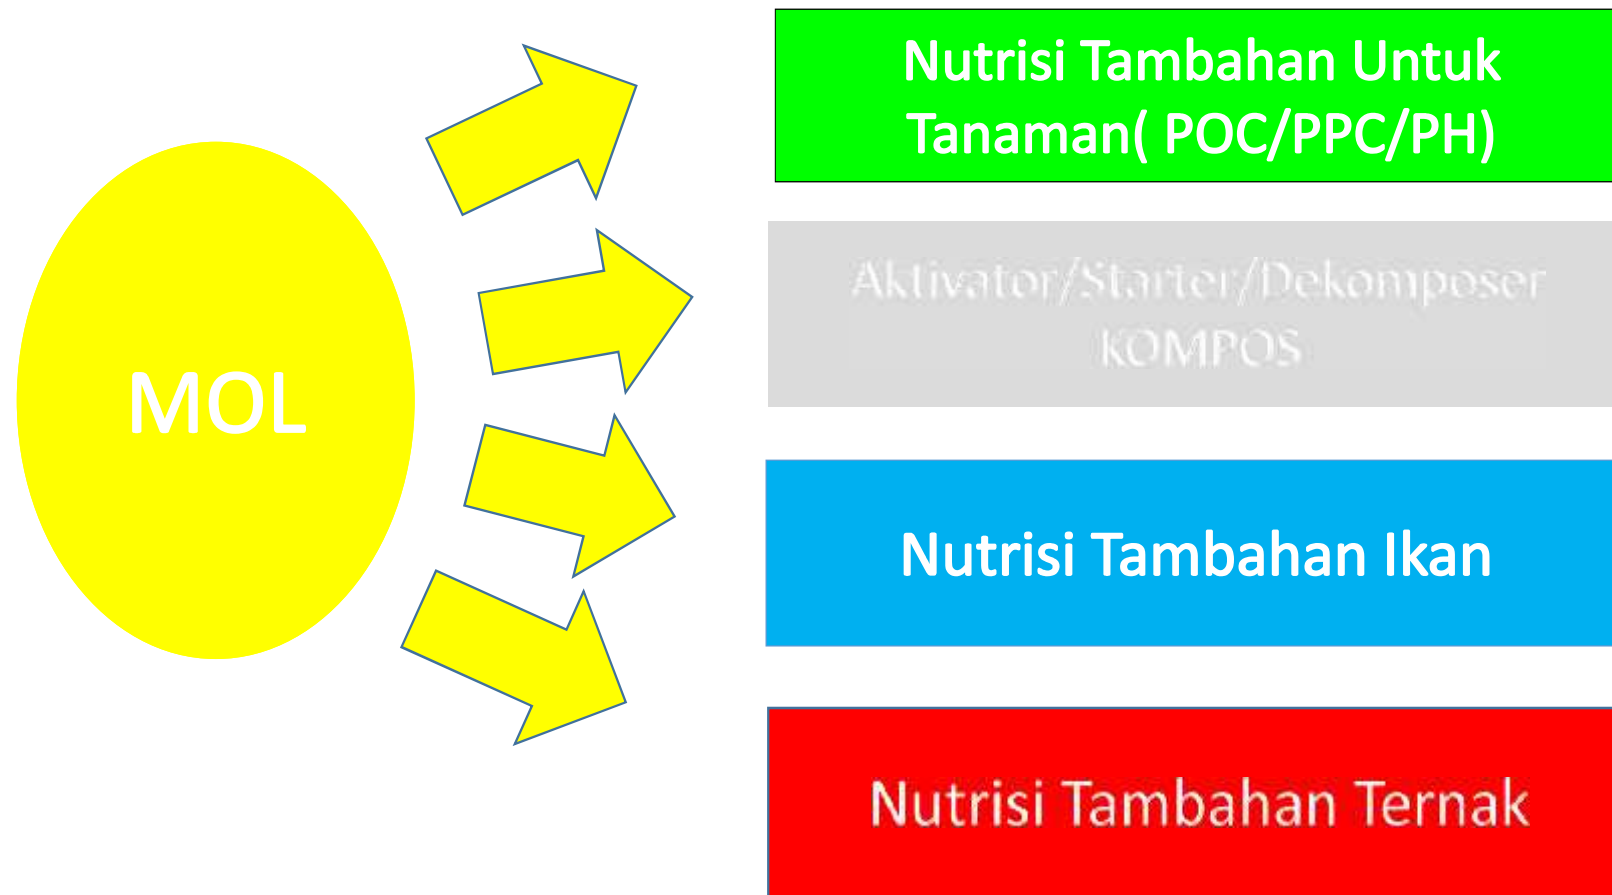 MOL
Nutrisi Tambahan Untuk
Tanaman( POC/PPC/PH)
Aktivator/Starter/Dekomposer
KOMPOS
Nutrisi Tambahan Ikan
Nutrisi Tambahan Ternak